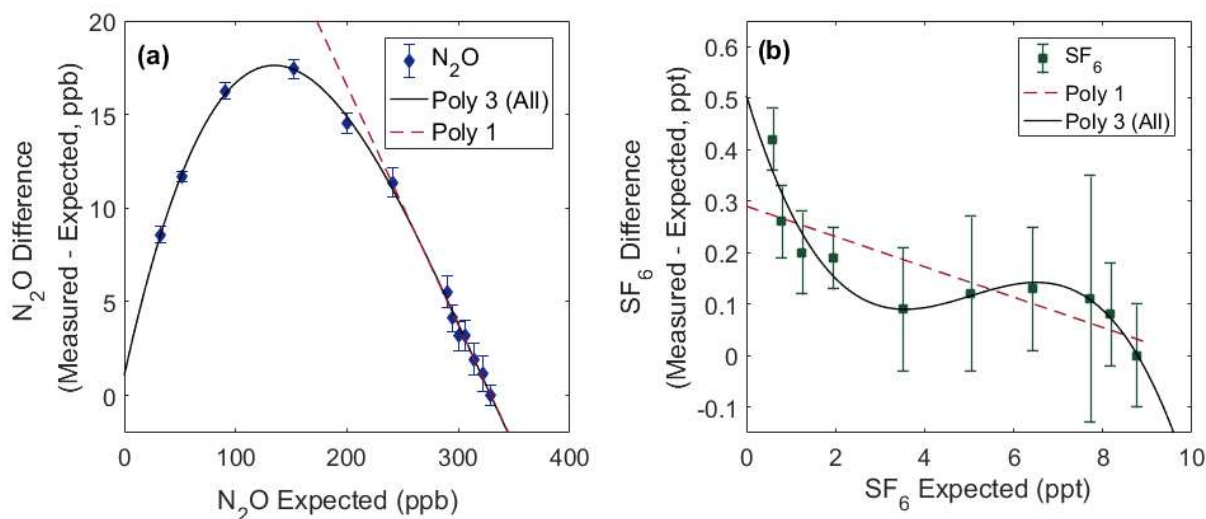 (a)
N2O
Poly 3 (All)
Poly 1
20
15
10
5
0
0
100
200
300
400
N2O Expected (ppb)
N2O Difference
(Measured - Expected, ppb)
(b)
SF6
Poly 1
Poly 3 (All)
0.6
0.5
0.4
0.3
0.2
0.1
0
-0.1
0
2
4
6
8
10
SF6 Expected (ppt)
SF6 Difference
(Measured - Expected, ppt)